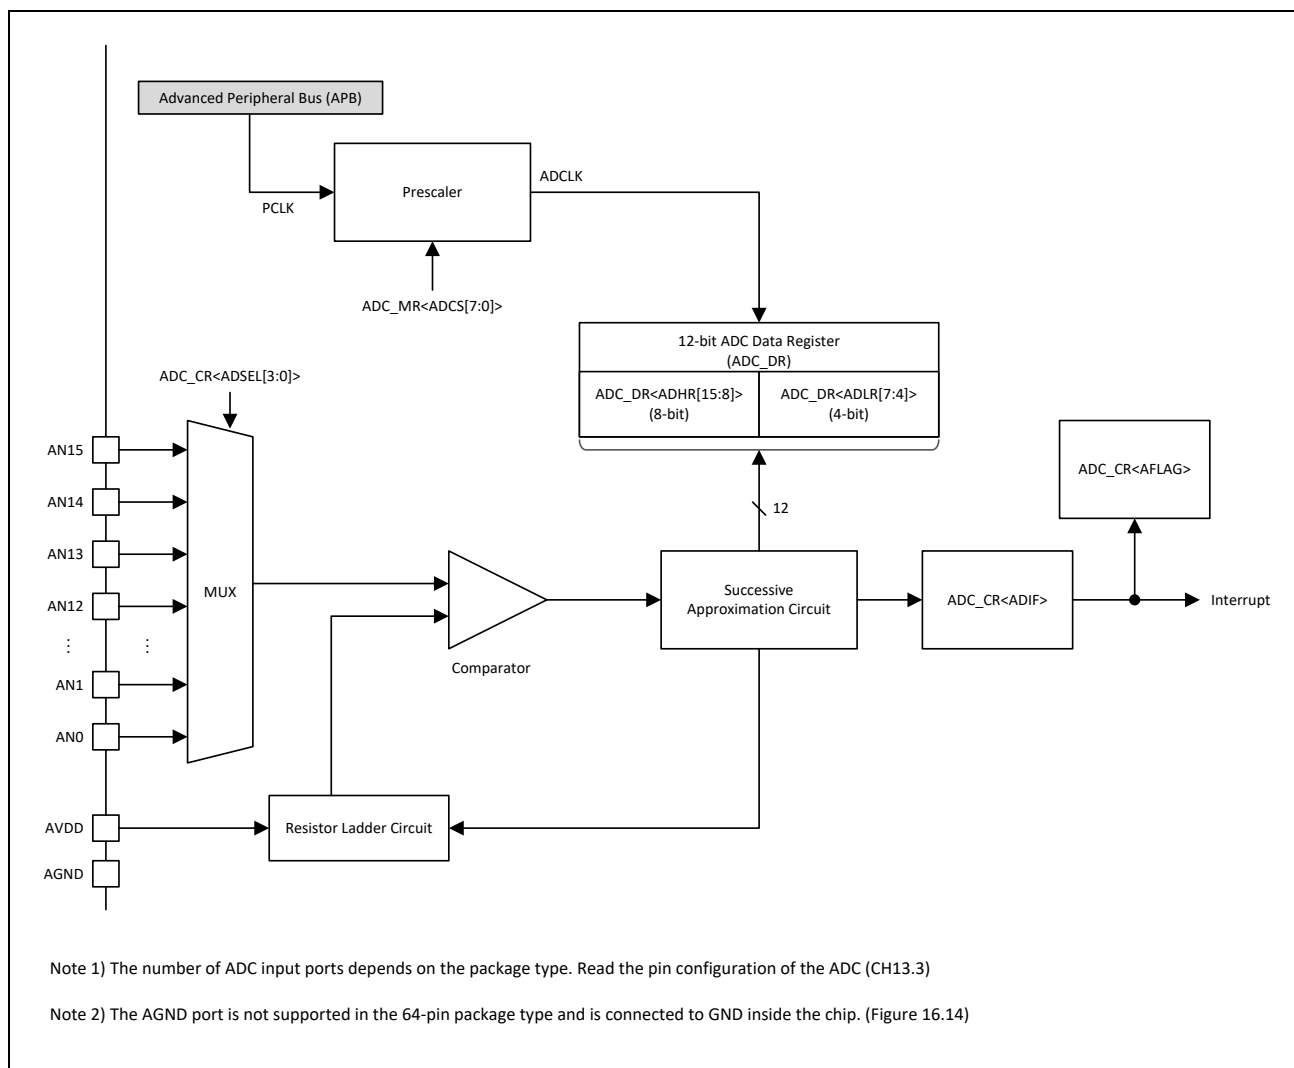 Advanced Peripheral Bus (APB)
Prescaler
ADCLK
PCLK
ADC_MR<ADCS[7:0]>
12-bit ADC Data Register
(ADC_DR)
ADC_DR<ADHR[15:8]>
(8-bit)
ADC_DR<ADLR[7:4]>
(4-bit)
ADC_CR<ADSEL[3:0]>
AN15
AN14
AN13
AN12
⋮
⋮
AN1
AN0
MUX
Comparator
12
Successive
Approximation Circuit
ADC_CR<ADIF>
ADC_CR<AFLAG>
Interrupt
AVDD
AGND
Resistor Ladder Circuit
Note 1) The number of ADC input ports depends on the package type. Read the pin configuration of the ADC (CH13.3)
Note 2) The AGND port is not supported in the 64-pin package type and is connected to GND inside the chip. (Figure 16.14)